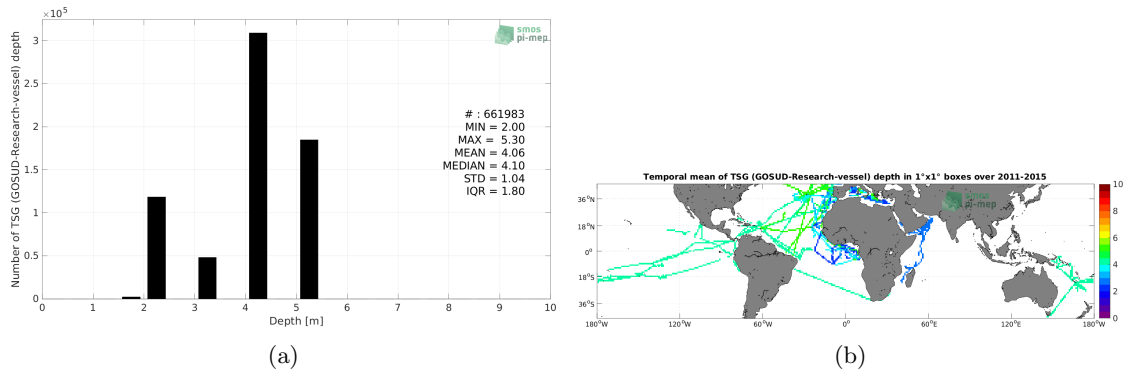 ×10⁵
3
2.5
2
1.5
1
0.5
0
Number of TSG (GOSUD-Research-vessel) depth
smos
pi-mep
# : 661983
MIN = 2.00
MAX = 5.30
MEAN = 4.06
MEDIAN = 4.10
STD = 1.04
IQR = 1.80
0 1 2 3 4 5 6 7 8 9 10
Depth [m]
(a)
Temporal mean of TSG (GOSUD-Research-vessel) depth in 1°x1° boxes over 2011-2015
smos
pi-mep
36°N
18°N
0°
18°S
36°S
180°W 120°W 60°W 0° 60°E 120°E 180°W
10
8
6
4
2
0
(b)